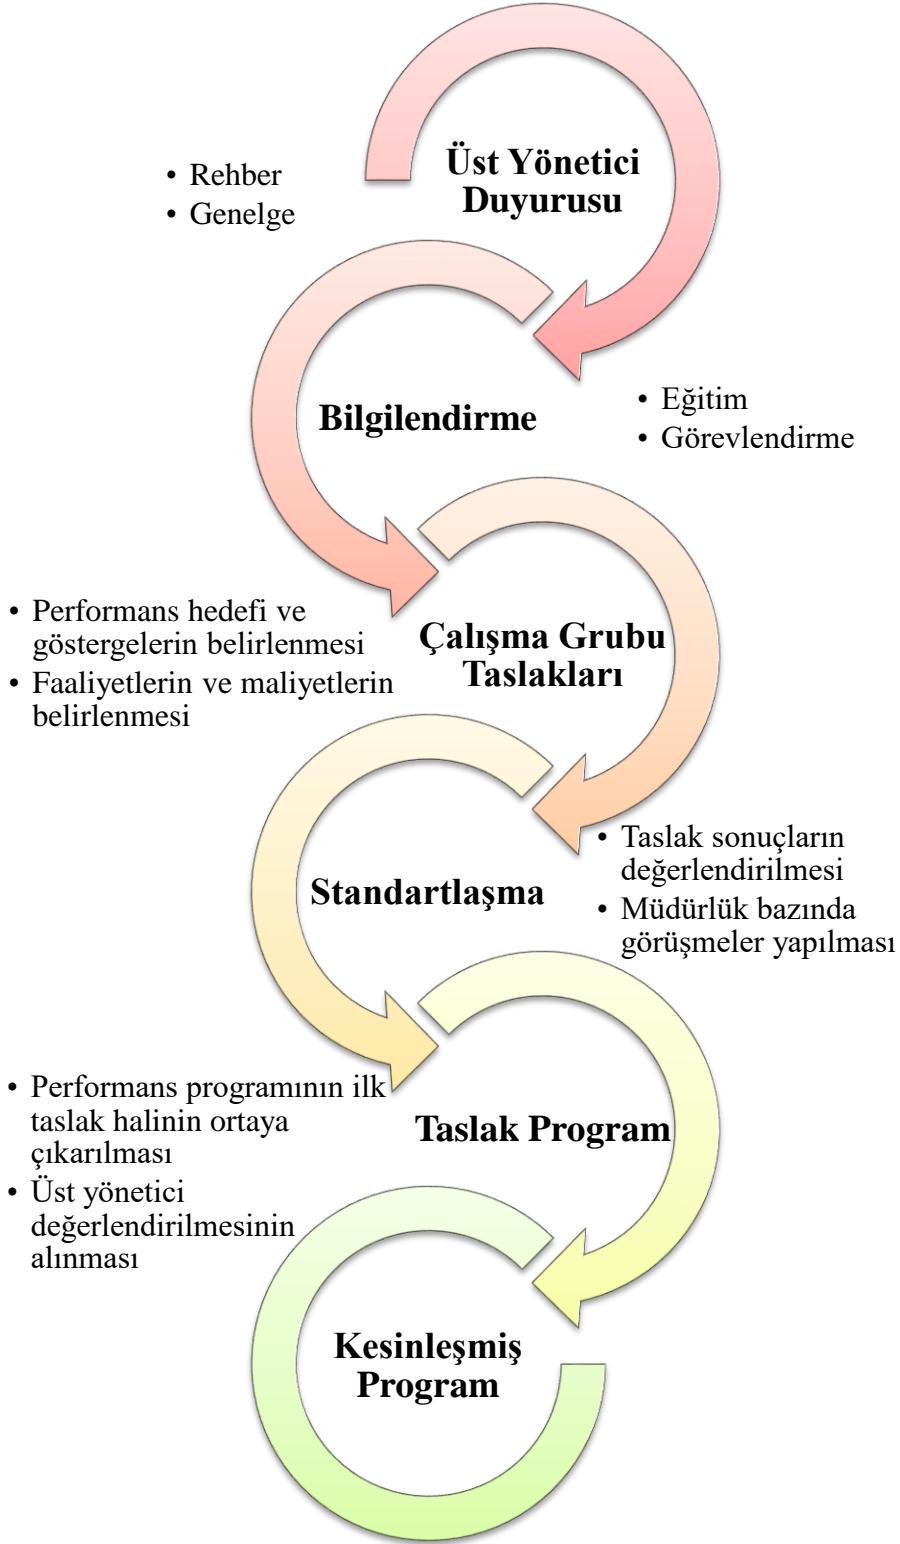 Üst Yönetici
Duyurusu
• Rehber
• Genelge
Bilgilendirme
• Eğitim
• Görevlendirme
Çalışma Grubu
Taslakları
• Performans hedefi ve
göstergelerin belirlenmesi
• Faaliyetlerin ve maliyetlerin
belirlenmesi
Standartlaşma
• Taslak sonuçların
değerlendirilmesi
• Müdürlük bazında
görüşmeler yapılması
Taslak Program
• Performans programının ilk
taslak halinin ortaya
çıkarılması
• Üst yönetici
değerlendirilmesinin
alınması
Kesinleşmiş
Program